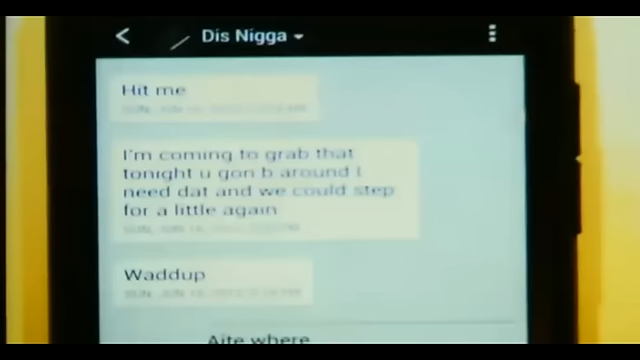 Dis Nigga
Hit me
I'm coming to grab that
tonight u gon b around I
need dat and we could step
for a little again
Waddup
Aite where